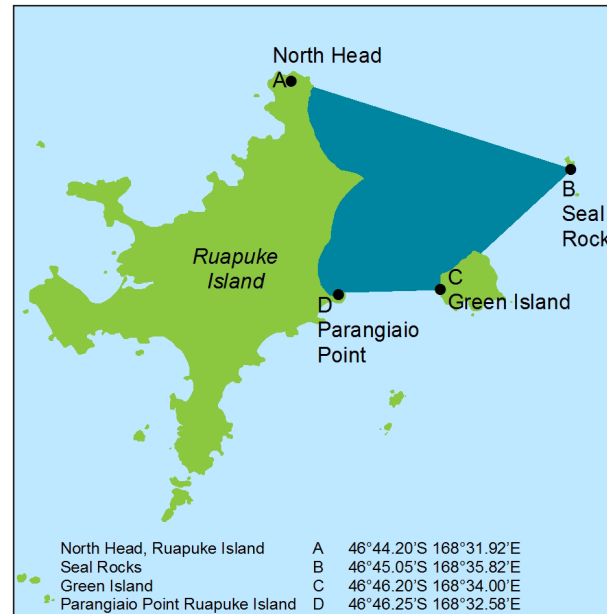 North Head
A
B
Seal
Rock
Ruapuke
Island
C
Green Island
D
Parangiaio
Point
North Head, Ruapuke Island A 46°44.20'S 168°31.92'E
Seal Rocks B 46°45.05'S 168°35.82'E
Green Island C 46°46.20'S 168°34.00'E
Parangiaio Point Ruapuke Island D 46°46.25'S 168°32.58'E